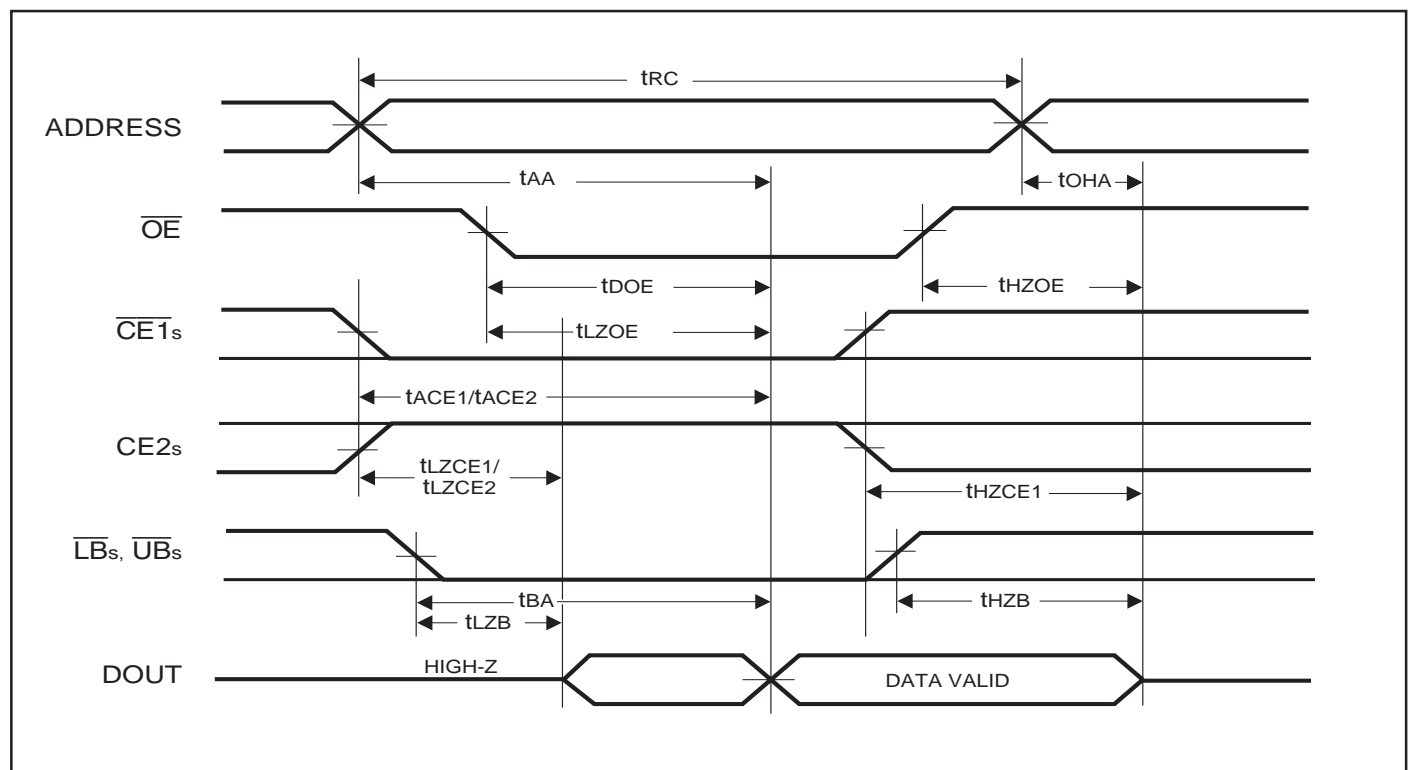 tRC
ADDRESS
tAA
tOHA
OE
tDOE
tHZOE
CE1s
tLZOE
tACE1/tACE2
CE2s
tLZCE1/
tLZCE2
tHZCE1
LBs, UBs
tBA
tHZB
tLZB
DOUT
HIGH-Z
DATA VALID